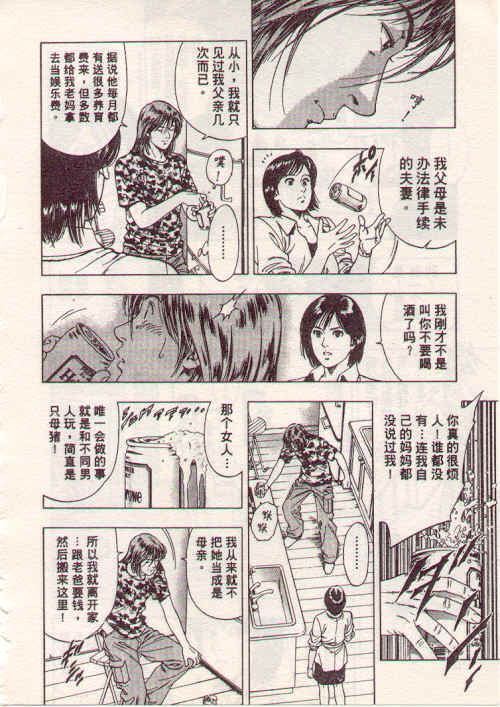 我父母是未
办法律手续
的夫妻。
从小，我就只
见过我父亲几
次而已。
噗！
…………
据说他每月都
有送很多养育
费来，但多数
都给我老妈拿
去当娱乐费。
我刚才不是
叫你不要喝
酒了吗？
你真的很烦
人！谁都没
有…连我自
己的妈妈都
没说过我！
那个女人…
唯一会做的事
就是和不同男
人玩，简直是
只母猪！
我从来就不
把她当成是
母亲。
所以我就离开家
…跟老爸要钱，
然后搬来这里！